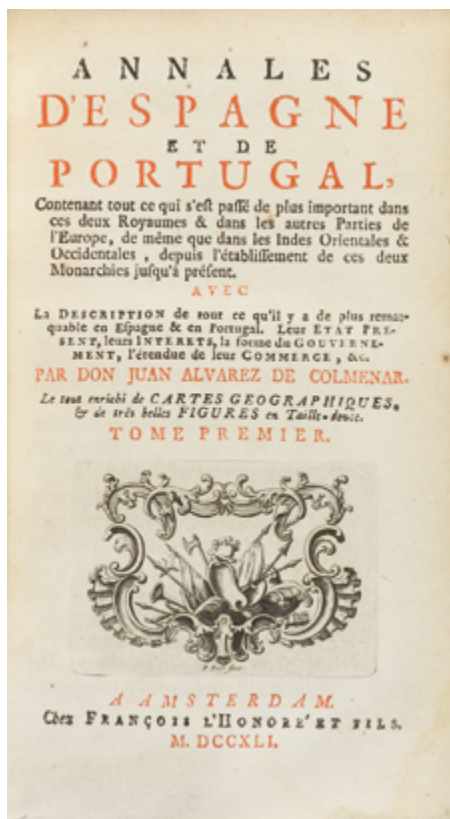 ANNALES
D'ESPAGNE
ET DE
PORTUGAL,
Contenant tout ce qui s'est passé de plus important dans
ces deux Royaumes & dans les autres Parties de
l'Europe, de même que dans les Indes Orientales &
Occidentales, depuis l'établissement de ces deux
Monarchies jusqu'à présent.
AVEC
La DESCRIPTION de tout ce qu'il y a de plus remar-
quable en Espagne & en Portugal. Leur ETAT PRE-
SENT, leurs INTERETS, la forme du GOUVERNE-
MENT, l'étendue de leur COMMERCE, &c.
PAR DON JUAN ALVAREZ DE COLMENAR.
Le tout enrichi de CARTES GEOGRAPHIQUES,
& de très belles FIGURES en Taille-douce.
TOME PREMIER.
A AMSTERDAM.
Chez FRANÇOIS L'HONORÉ ET FILS.
M. DCCXLI.